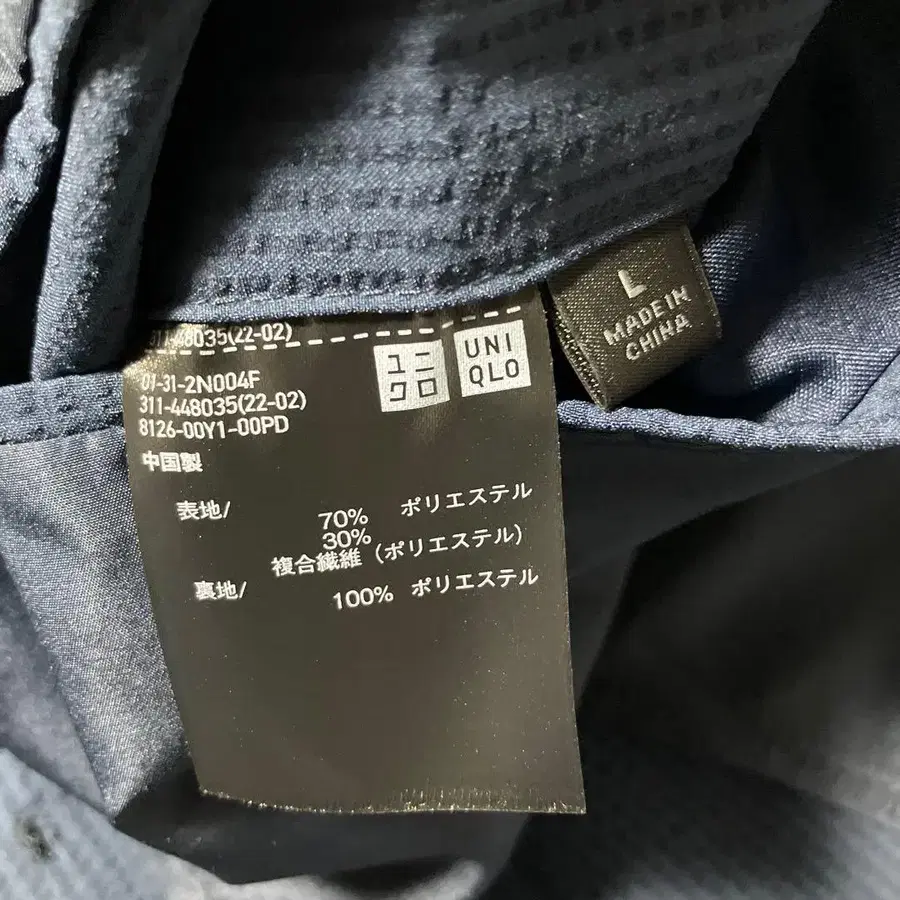 311-48035(22-02)
01-31-2N004F
311-448035(22-02)
8126-00Y1-00PD
中国製
ユニ
クロ
UNI
QLO
L
MADE IN
CHINA
表地/
70% ポリエステル
30%
複合繊維 (ポリエステル)
裏地/
100% ポリエステル